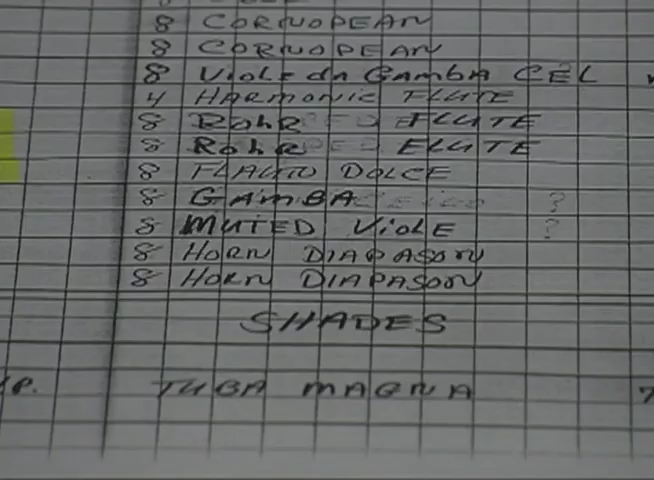 8 CORNOPEAN
8 CORNOPEAN
8 VIOLE da GAMBA CEL
4 HARMONIC FLUTE
8 RohR FLUTE
8 RohR FLUTE
8 FLAUTO DOLCE
8 GAMBA ?
8 MUTED VIOLE ?
8 HORN DIAPASON
8 HORN DIAPASON
SHADES
TUBA MAGNA